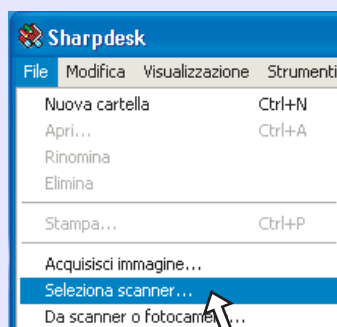 Sharpdesk
File Modifica Visualizzazione Strumenti
Nuova cartella Ctrl+N
Apri... Ctrl+A
Rinomina
Elimina
Stampa... Ctrl+P
Acquisisci immagine...
Seleziona scanner...
Da scanner o fotocamera...